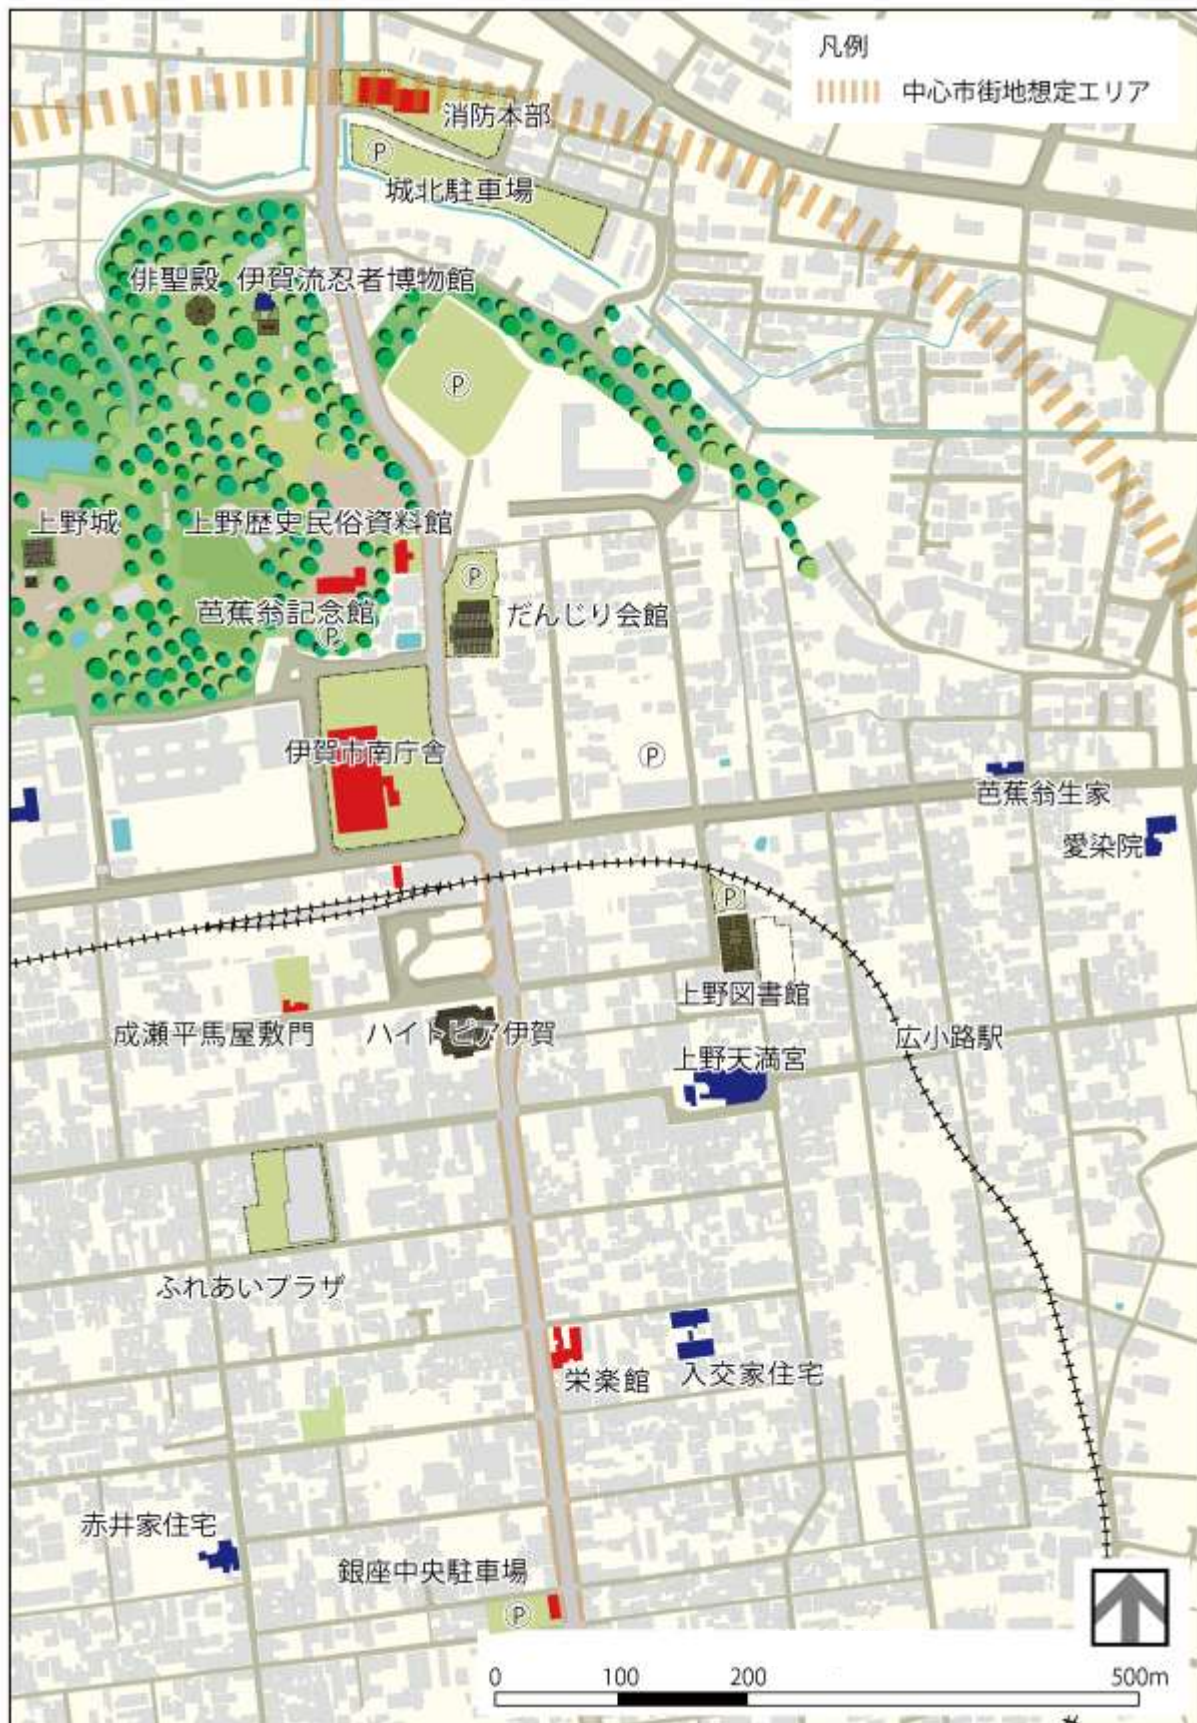 凡例
中心市街地想定エリア
消防本部
P
城北駐車場
俳聖殿 伊賀流忍者博物館
P
上野城
上野歴史民俗資料館
P
芭蕉翁記念館
だんじり会館
P
伊賀市南庁舎
P
芭蕉翁生家
愛染院
P
上野図書館
成瀬平馬屋敷門
ハイトピア伊賀
広小路駅
上野天満宮
ふれあいプラザ
栄楽館
入交家住宅
赤井家住宅
銀座中央駐車場
P
0
100
200
500m